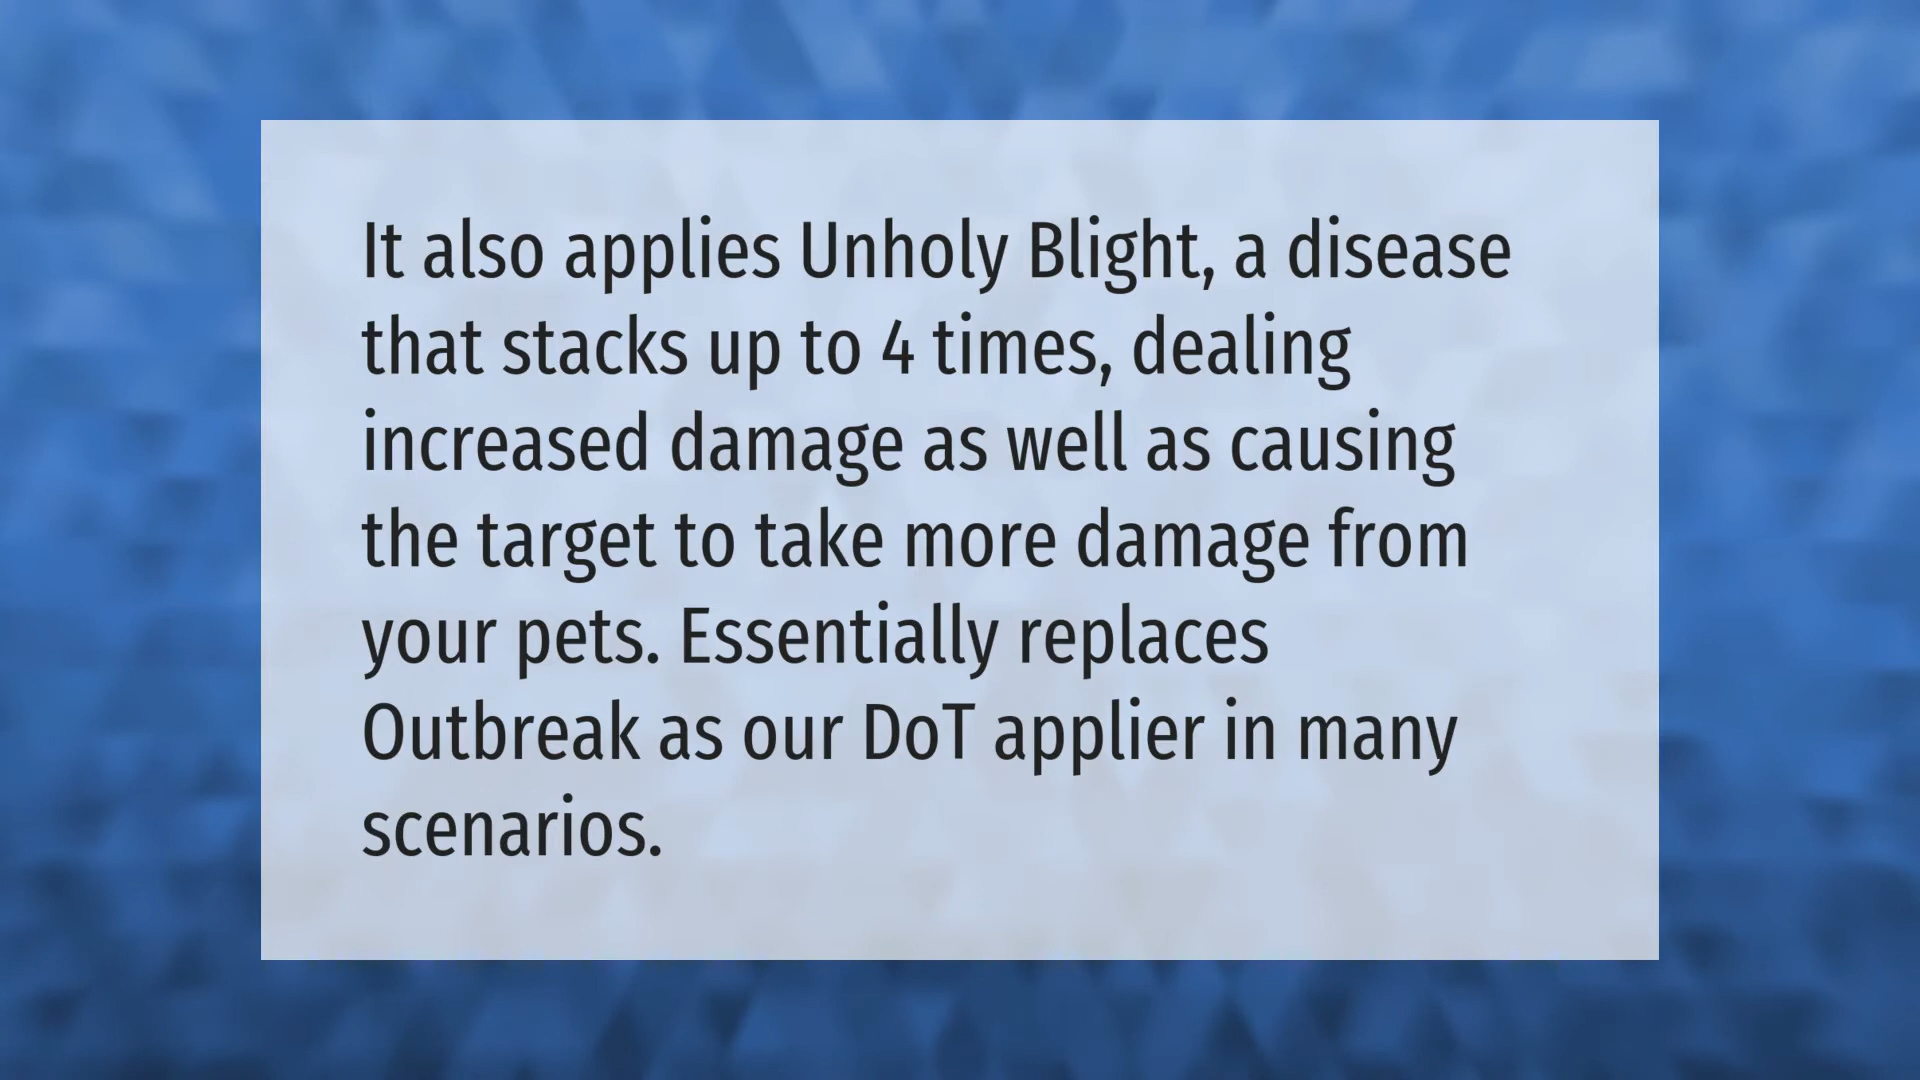 It also applies Unholy Blight, a disease
that stacks up to 4 times, dealing
increased damage as well as causing
the target to take more damage from
your pets. Essentially replaces
Outbreak as our DoT applier in many
scenarios.